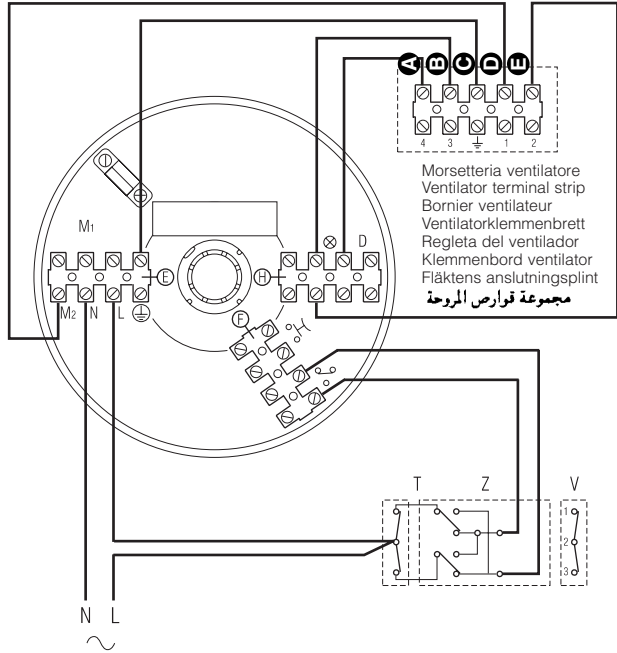 A B C D E
4 3 1 2
Morsetteria ventilatore
Ventilator terminal strip
Bornier ventilateur
Ventilatorklemmenbrett
Regleta del ventilador
Klemmenbord ventilator
Fläktens anslutningsplint
مجموعة قوارص المروحة
M1
D
E
H
M2 N L
F
T Z V
1
2
3
N L